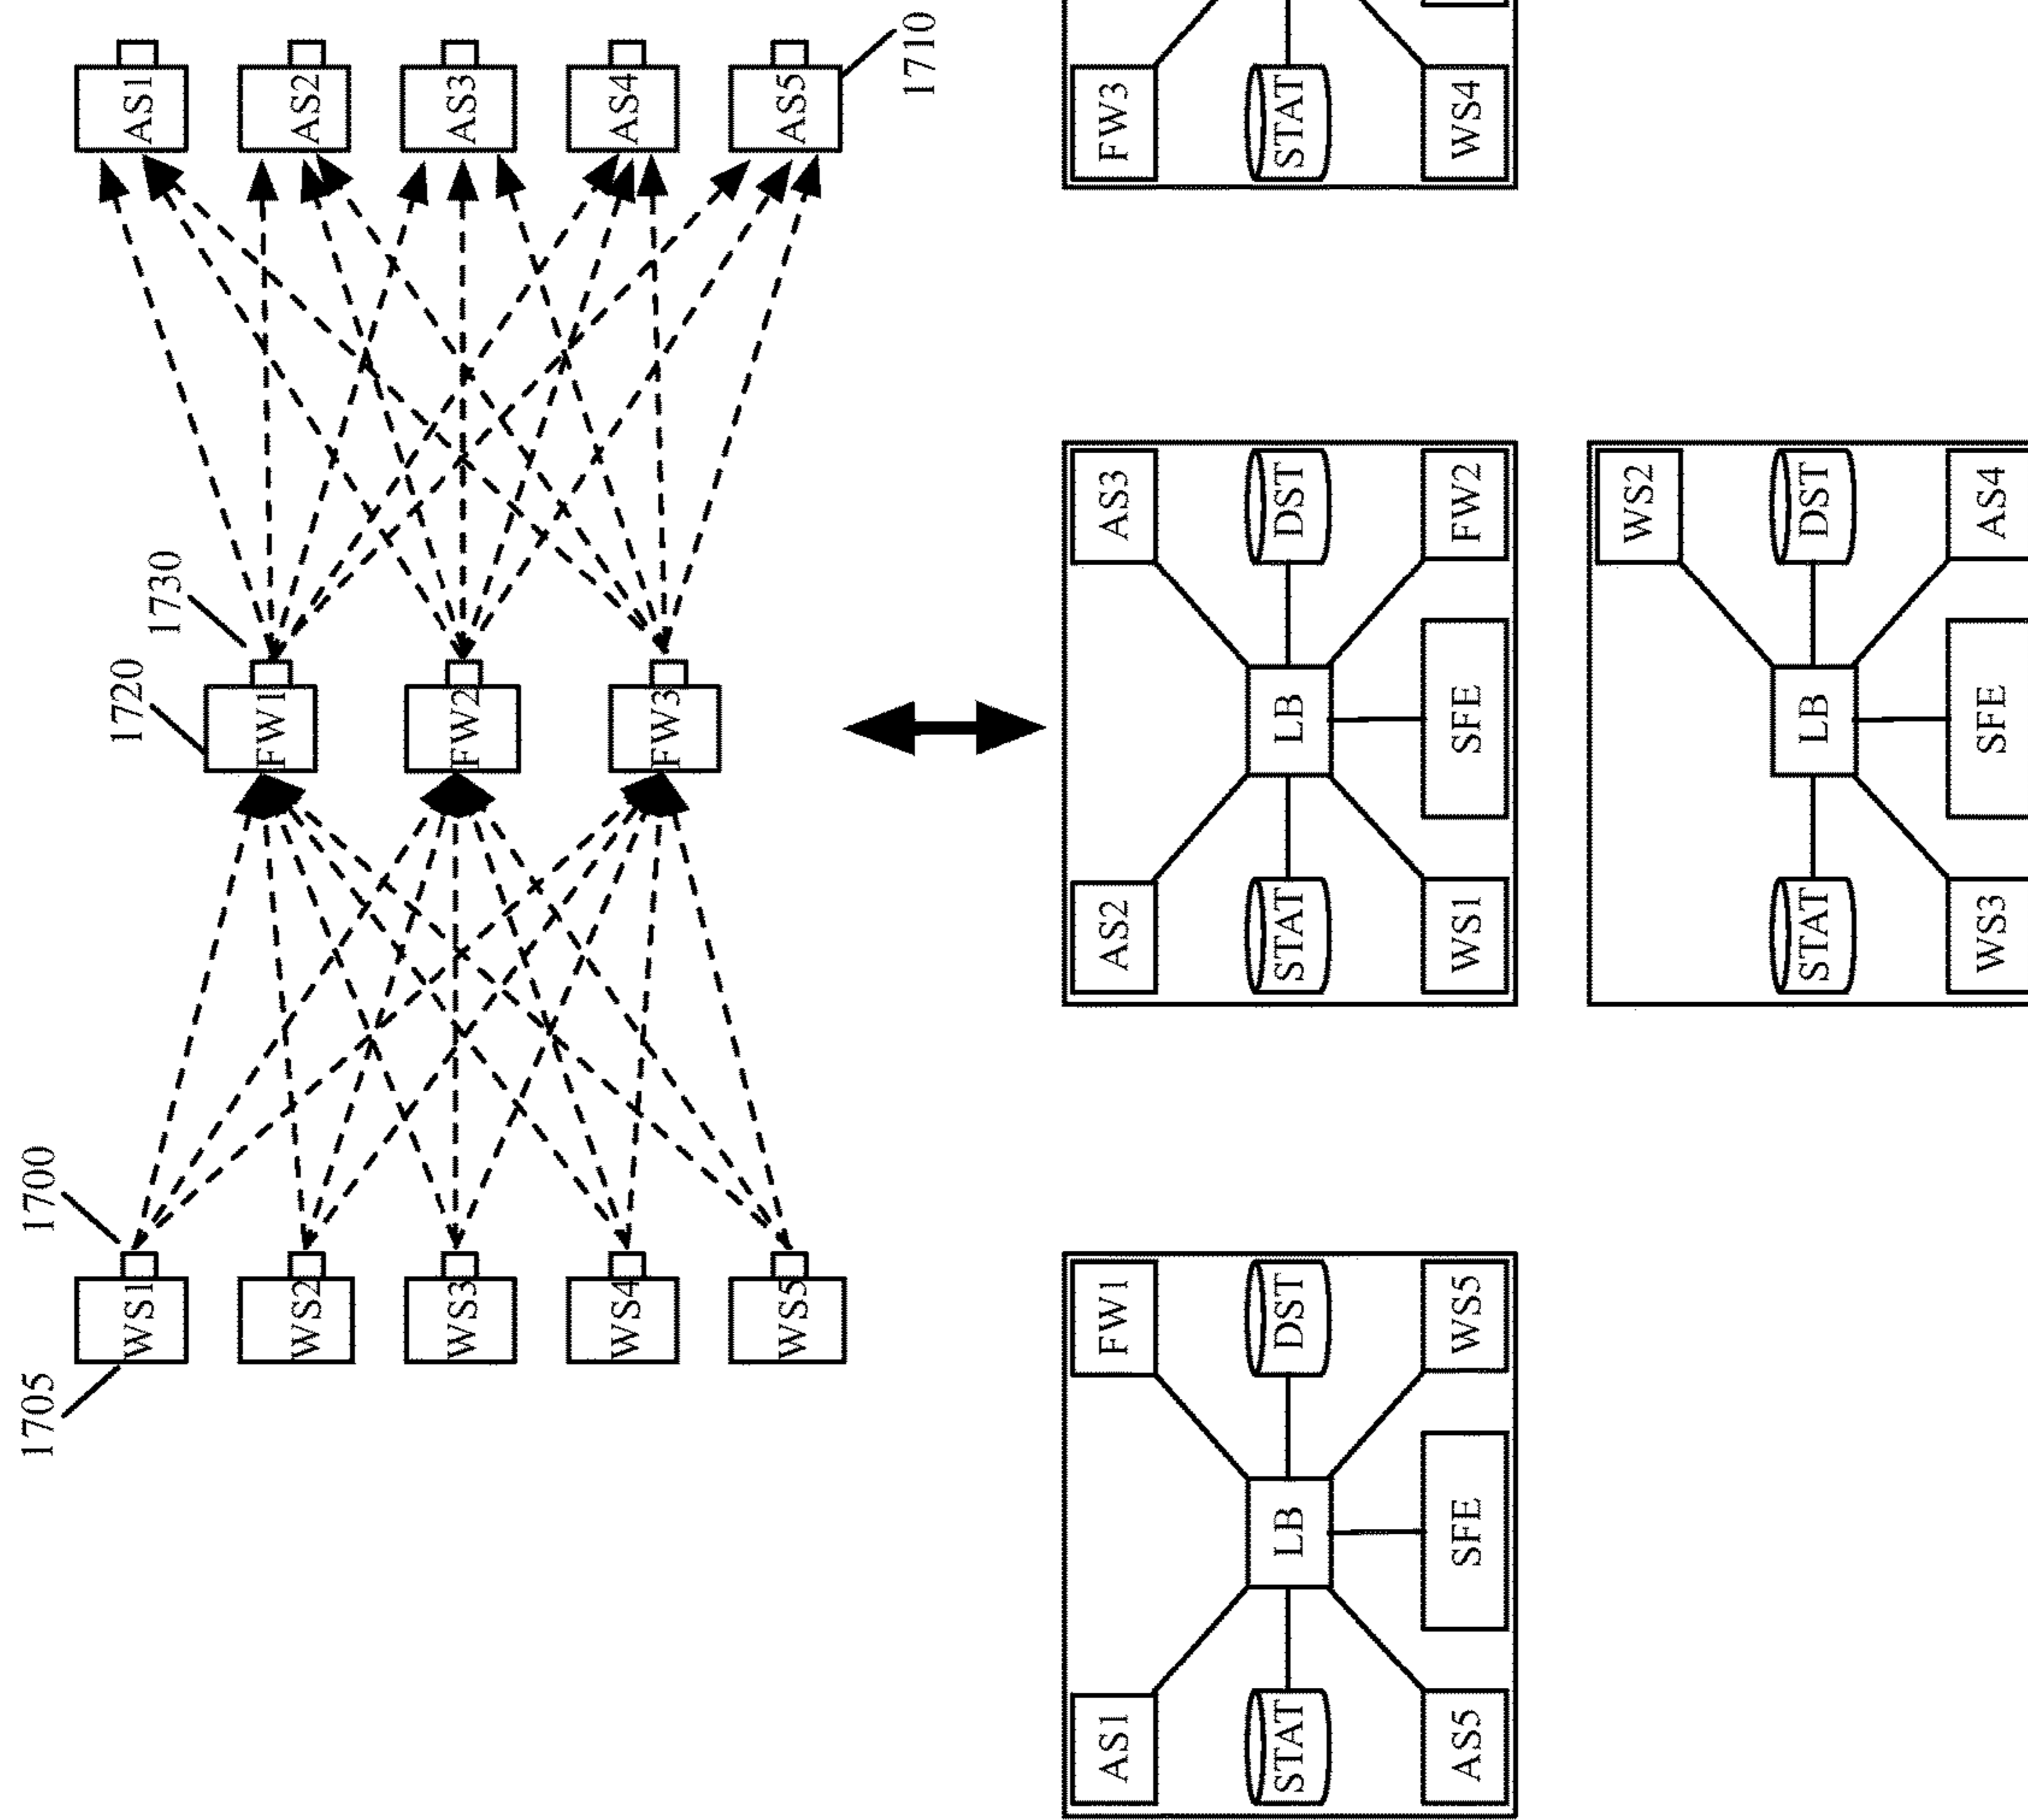 1705
1700
1720
1730
1710
WS1
WS2
WS3
WS4
WS5
FW1
FW2
FW3
AS1
AS2
AS3
AS4
AS5
AS1
FW1
STAT
LB
DST
AS5
SFE
WS5
AS2
AS3
STAT
LB
DST
WS1
SFE
FW2
FW3
STAT
WS4
WS2
STAT
LB
DST
WS3
SFE
AS4